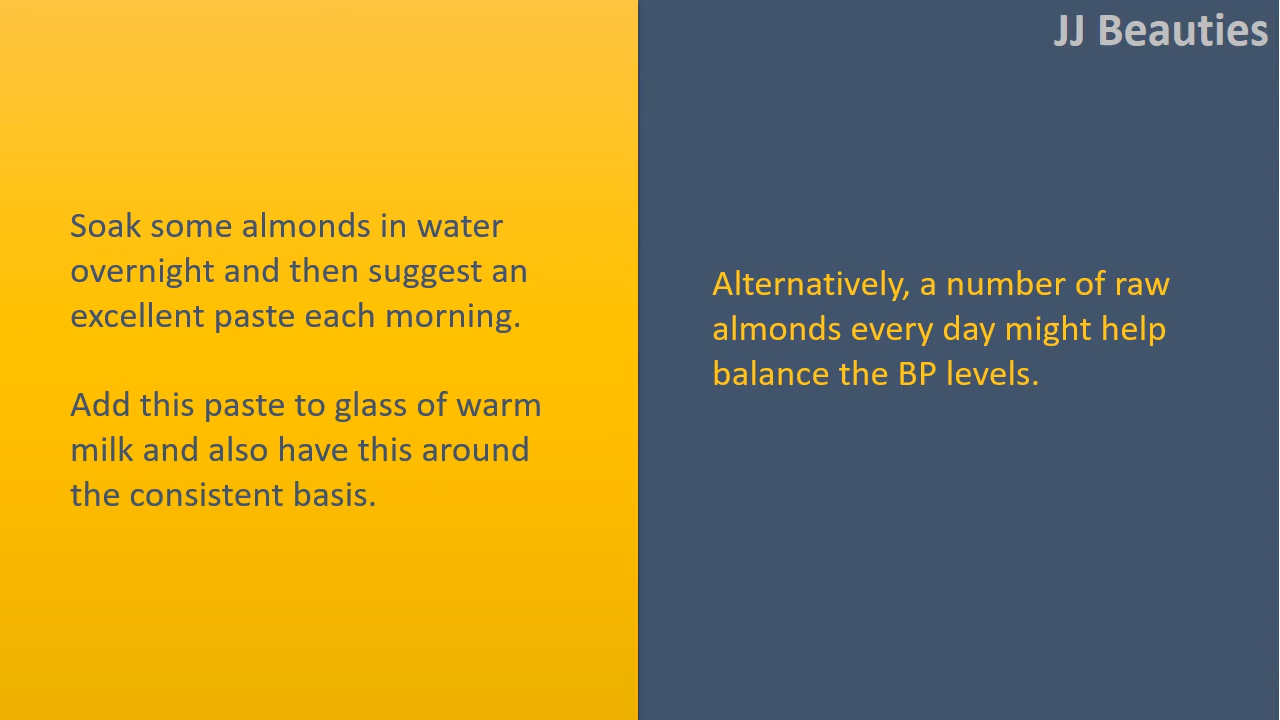 JJ Beauties
Soak some almonds in water
overnight and then suggest an
excellent paste each morning.
Add this paste to glass of warm
milk and also have this around
the consistent basis.
Alternatively, a number of raw
almonds every day might help
balance the BP levels.